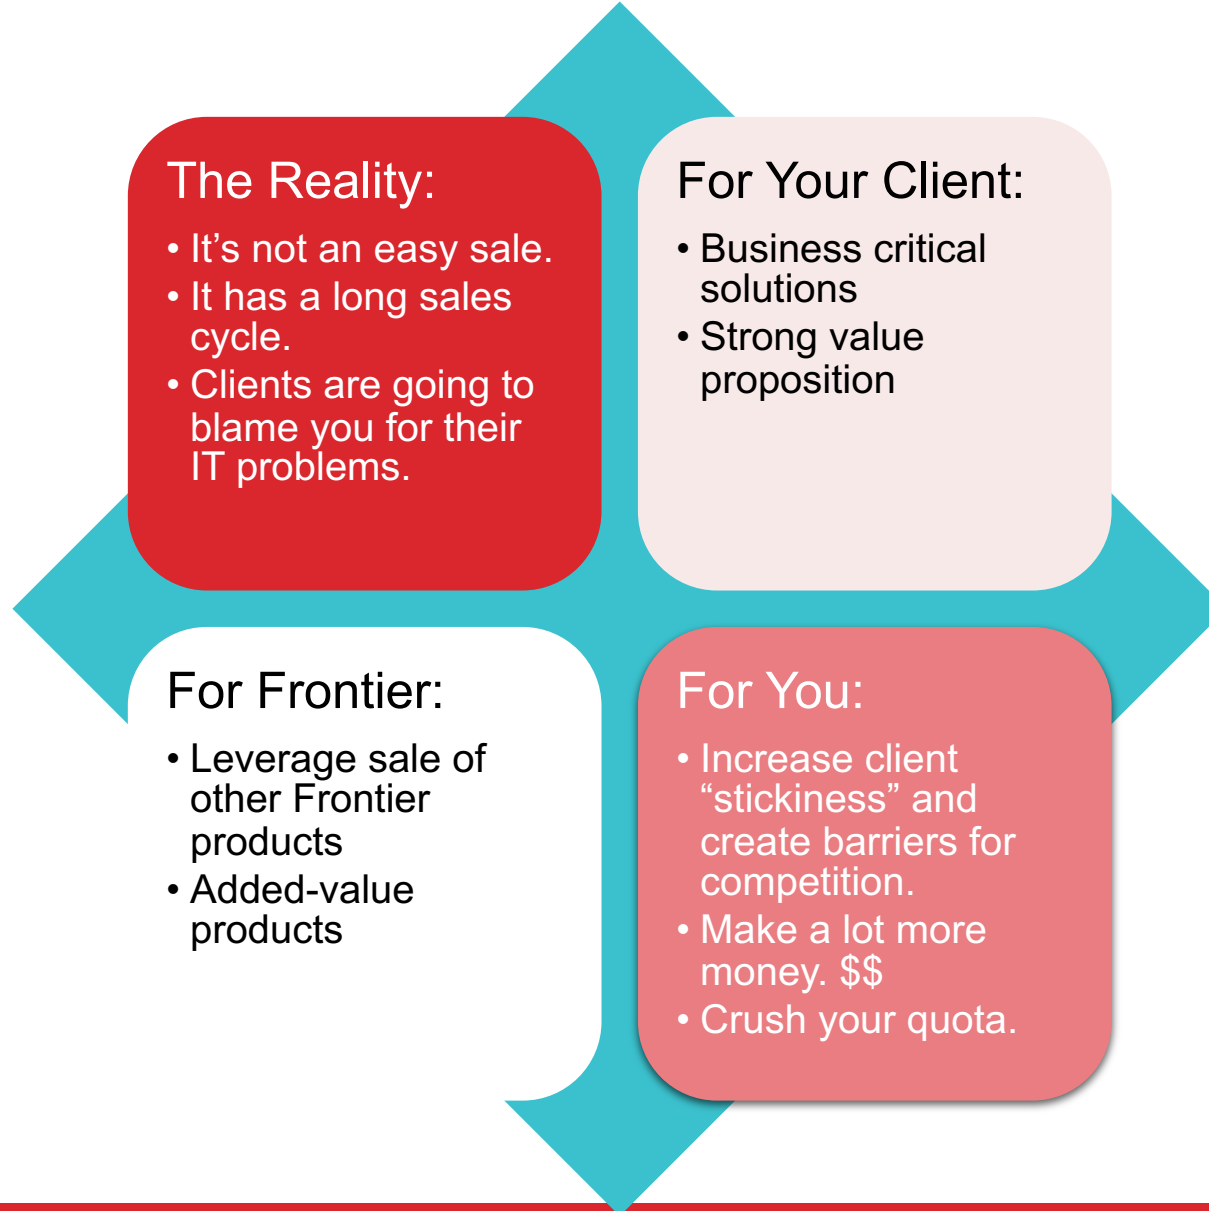 The Reality:
• It’s not an easy sale.
• It has a long sales
cycle.
• Clients are going to
blame you for their
IT problems.
For Your Client:
• Business critical
solutions
• Strong value
proposition
For Frontier:
• Leverage sale of
other Frontier
products
• Added-value
products
For You:
• Increase client
“stickiness” and
create barriers for
competition.
• Make a lot more
money. $$
• Crush your quota.